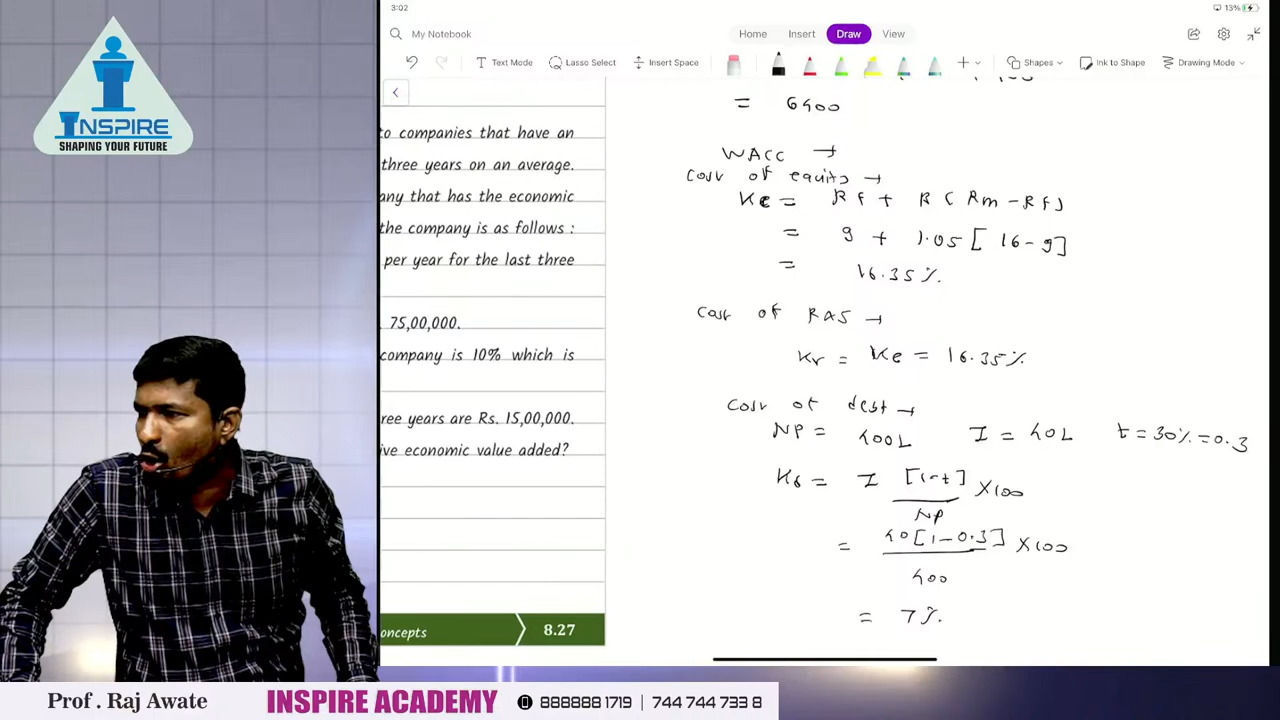 3:02
13%
INSPIRE
SHAPING YOUR FUTURE
My Notebook
Home Insert Draw View
Text Mode Lasso Select Insert Space Shapes Ink to Shape Drawing Mode
to companies that have an
three years on an average.
any that has the economic
the company is as follows :
per year for the last three
75,00,000.
company is 10% which is
ree years are Rs. 15,00,000.
ive economic value added?
oncepts 8.27
= 6400
WACC →
Cost of equity →
Ke = Rf + B ( Rm - Rf )
= 9 + 1.05 [ 16 - 9 ]
= 16.35%
Cost of RAS →
Kr = Ke = 16.35%
Cost of debt →
NP = 400L I = 40L t = 30% = 0.3
Kd = I [1-t] X100
NP
= 40[1-0.3] X100
400
= 7%
Prof . Raj Awate INSPIRE ACADEMY 888888 1719 | 744 744 733 8